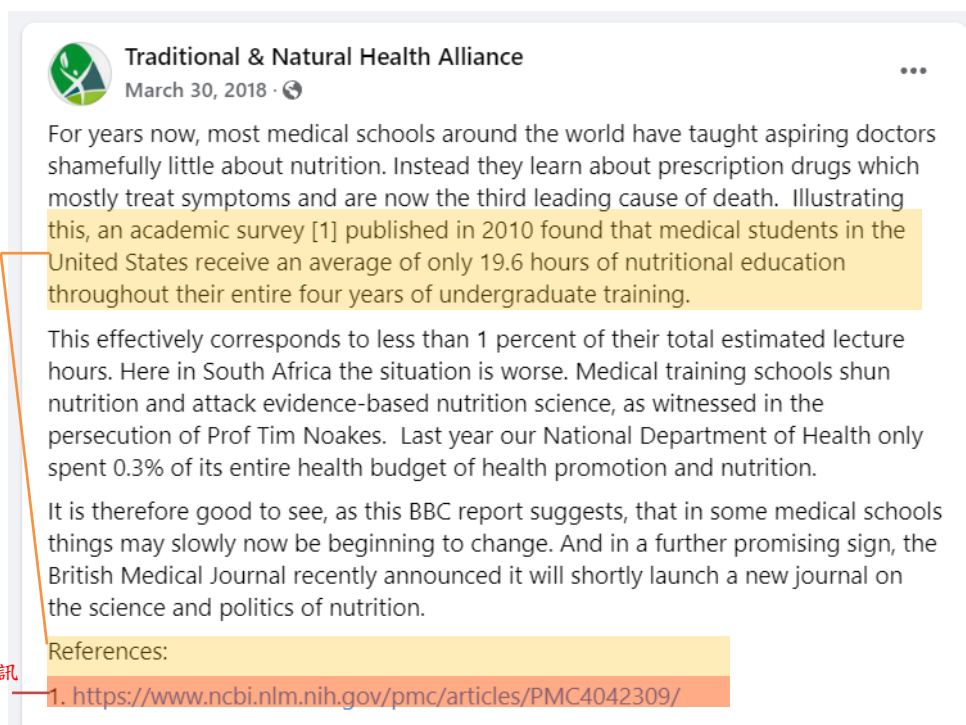 Traditional & Natural Health Alliance
March 30, 2018 ·
For years now, most medical schools around the world have taught aspiring doctors
shamefully little about nutrition. Instead they learn about prescription drugs which
mostly treat symptoms and are now the third leading cause of death.  Illustrating
this, an academic survey [1] published in 2010 found that medical students in the
United States receive an average of only 19.6 hours of nutritional education
throughout their entire four years of undergraduate training.
This effectively corresponds to less than 1 percent of their total estimated lecture
hours. Here in South Africa the situation is worse. Medical training schools shun
nutrition and attack evidence-based nutrition science, as witnessed in the
persecution of Prof Tim Noakes.  Last year our National Department of Health only
spent 0.3% of its entire health budget of health promotion and nutrition.
It is therefore good to see, as this BBC report suggests, that in some medical schools
things may slowly now be beginning to change. And in a further promising sign, the
British Medical Journal recently announced it will shortly launch a new journal on
the science and politics of nutrition.
References:
訊
1. https://www.ncbi.nlm.nih.gov/pmc/articles/PMC4042309/